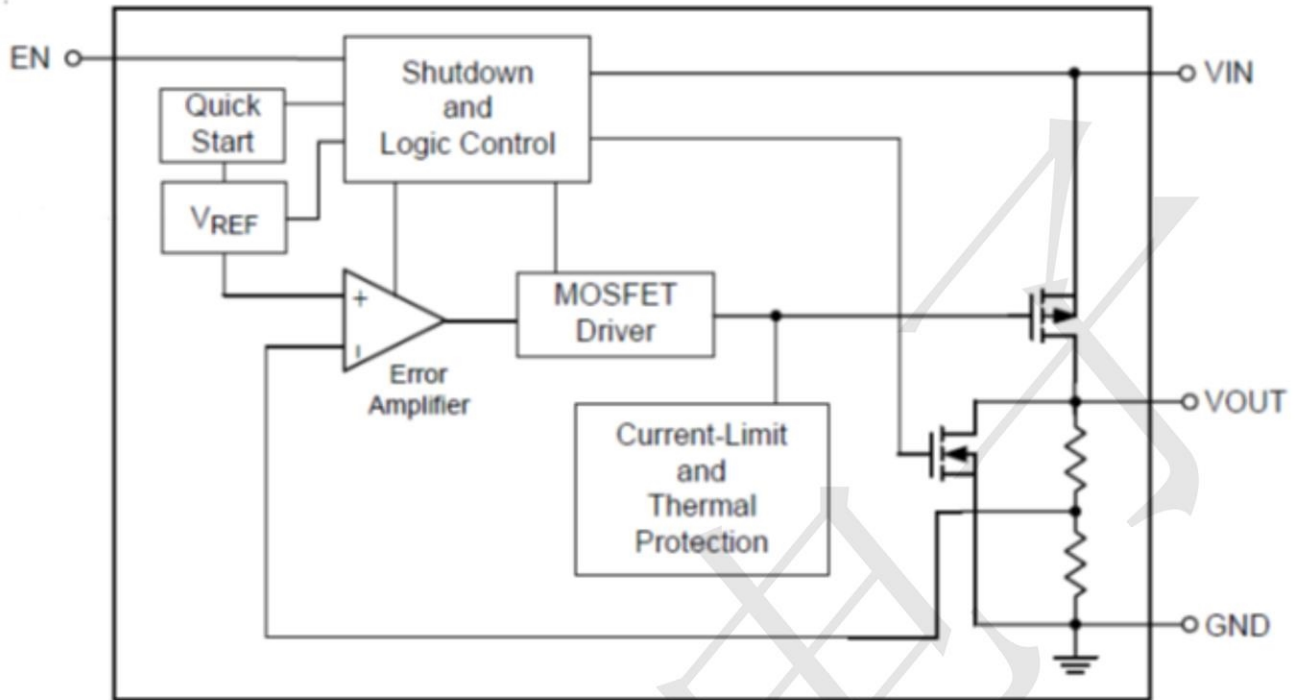 EN
Shutdown
and
Logic Control
VIN
Quick
Start
VREF
+
MOSFET
Driver
Error
Amplifier
VOUT
Current-Limit
and
Thermal
Protection
GND